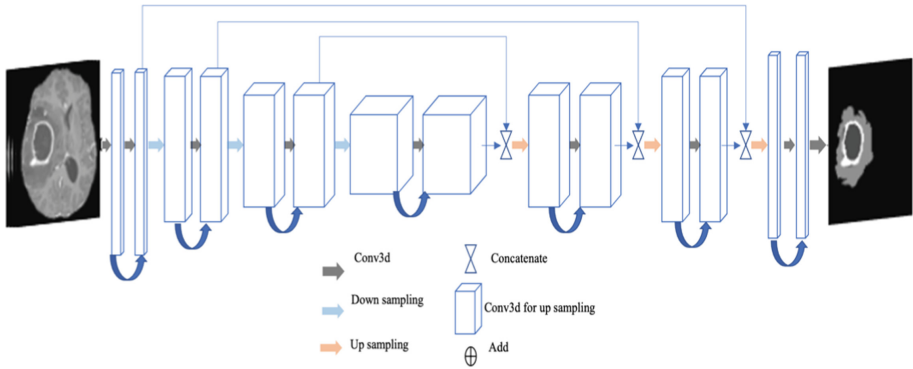 Conv3d
Concatenate
Down sampling
Conv3d for up sampling
Up sampling
Add